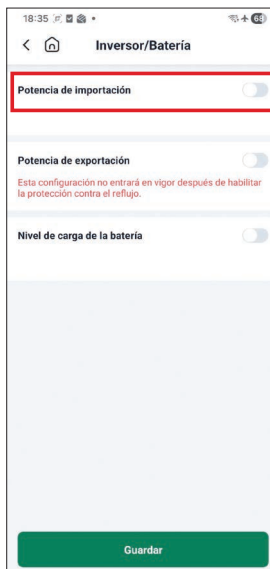 18:35
68
Inversor/Batería
Potencia de importación
Potencia de exportación
Esta configuración no entrará en vigor después de habilitar
la protección contra el reflujo.
Nivel de carga de la batería
Guardar